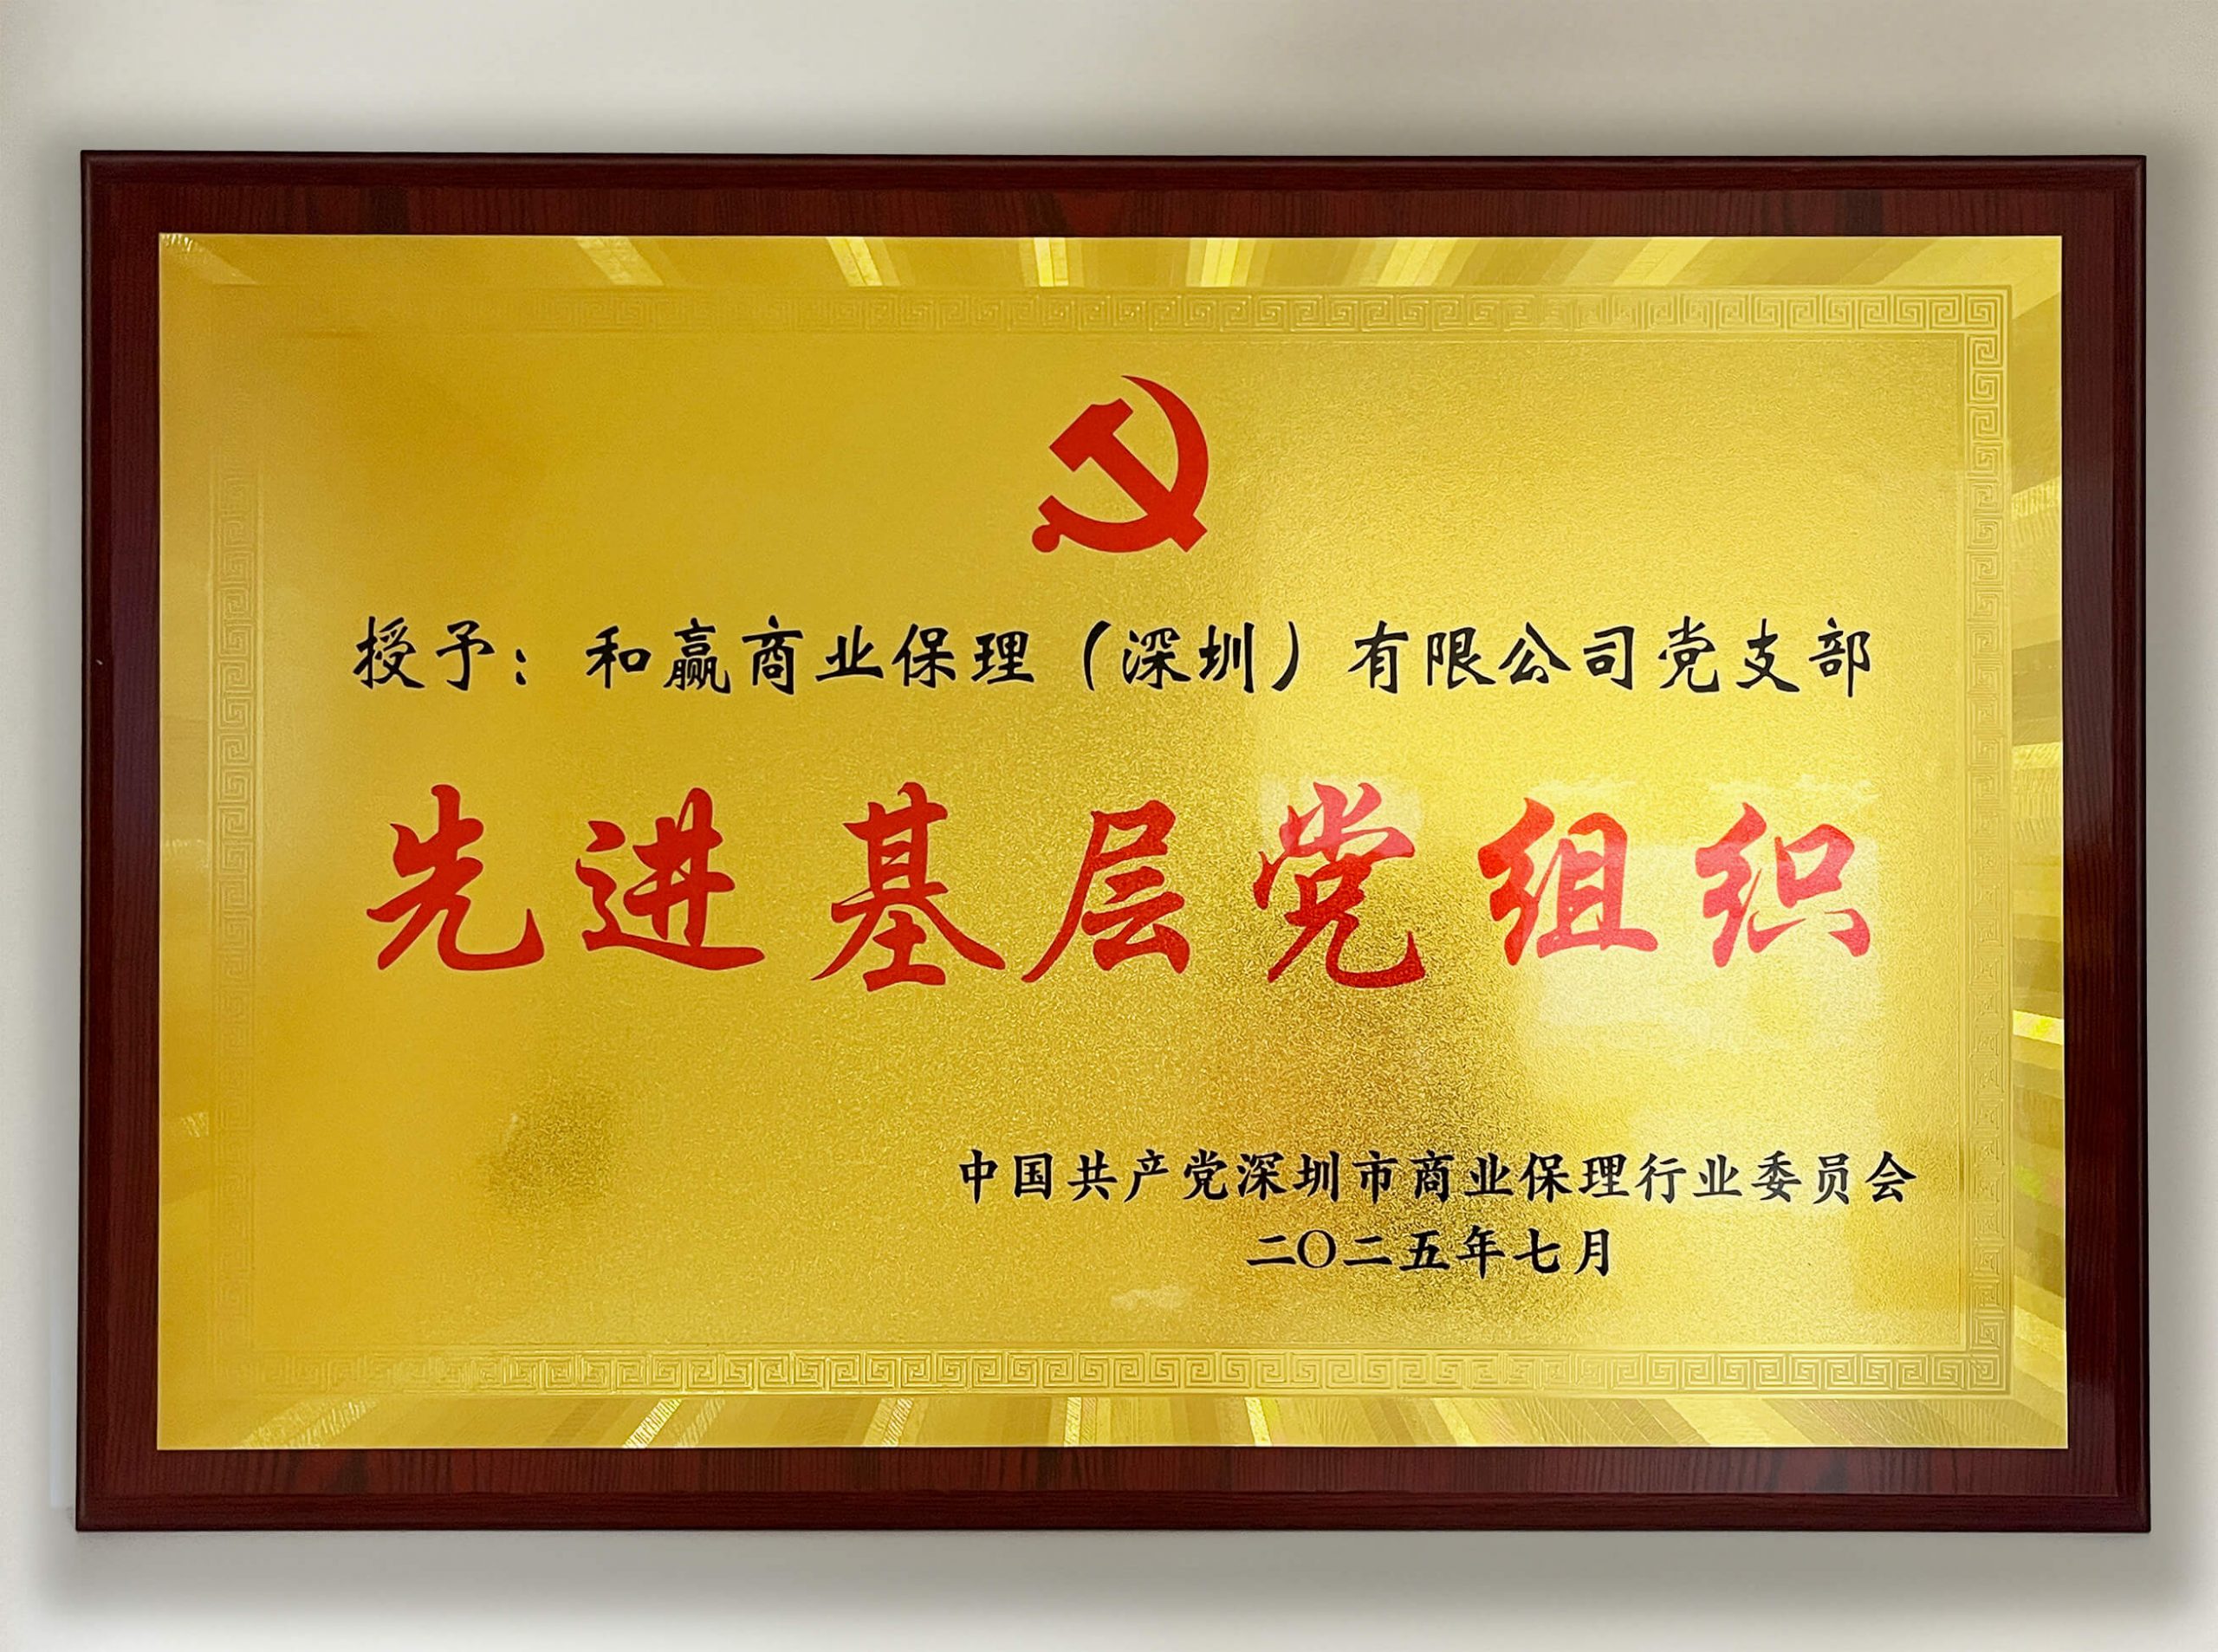 授予：和赢商业保理（深圳）有限公司党支部
先进基层党组织
中国共产党深圳市商业保理行业委员会
二〇二五年七月